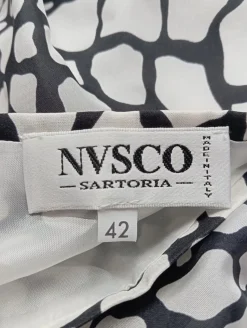 NVSCO
— SARTORIA —
MADE IN ITALY
42